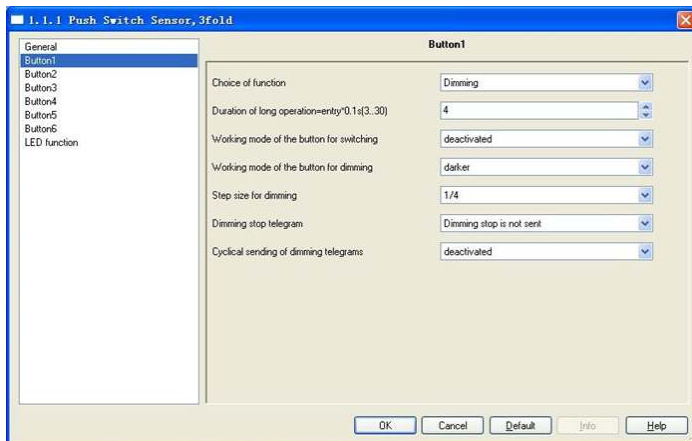 1.1.1 Push Switch Sensor,3fold
General
Button1
Button2
Button3
Button4
Button5
Button6
LED function
Button1
Choice of function
Dimming
Duration of long operation=entry*0.1s(3..30)
4
Working mode of the button for switching
deactivated
Working mode of the button for dimming
darker
Step size for dimming
1/4
Dimming stop telegram
Dimming stop is not sent
Cyclical sending of dimming telegrams
deactivated
OK
Cancel
Default
Info
Help